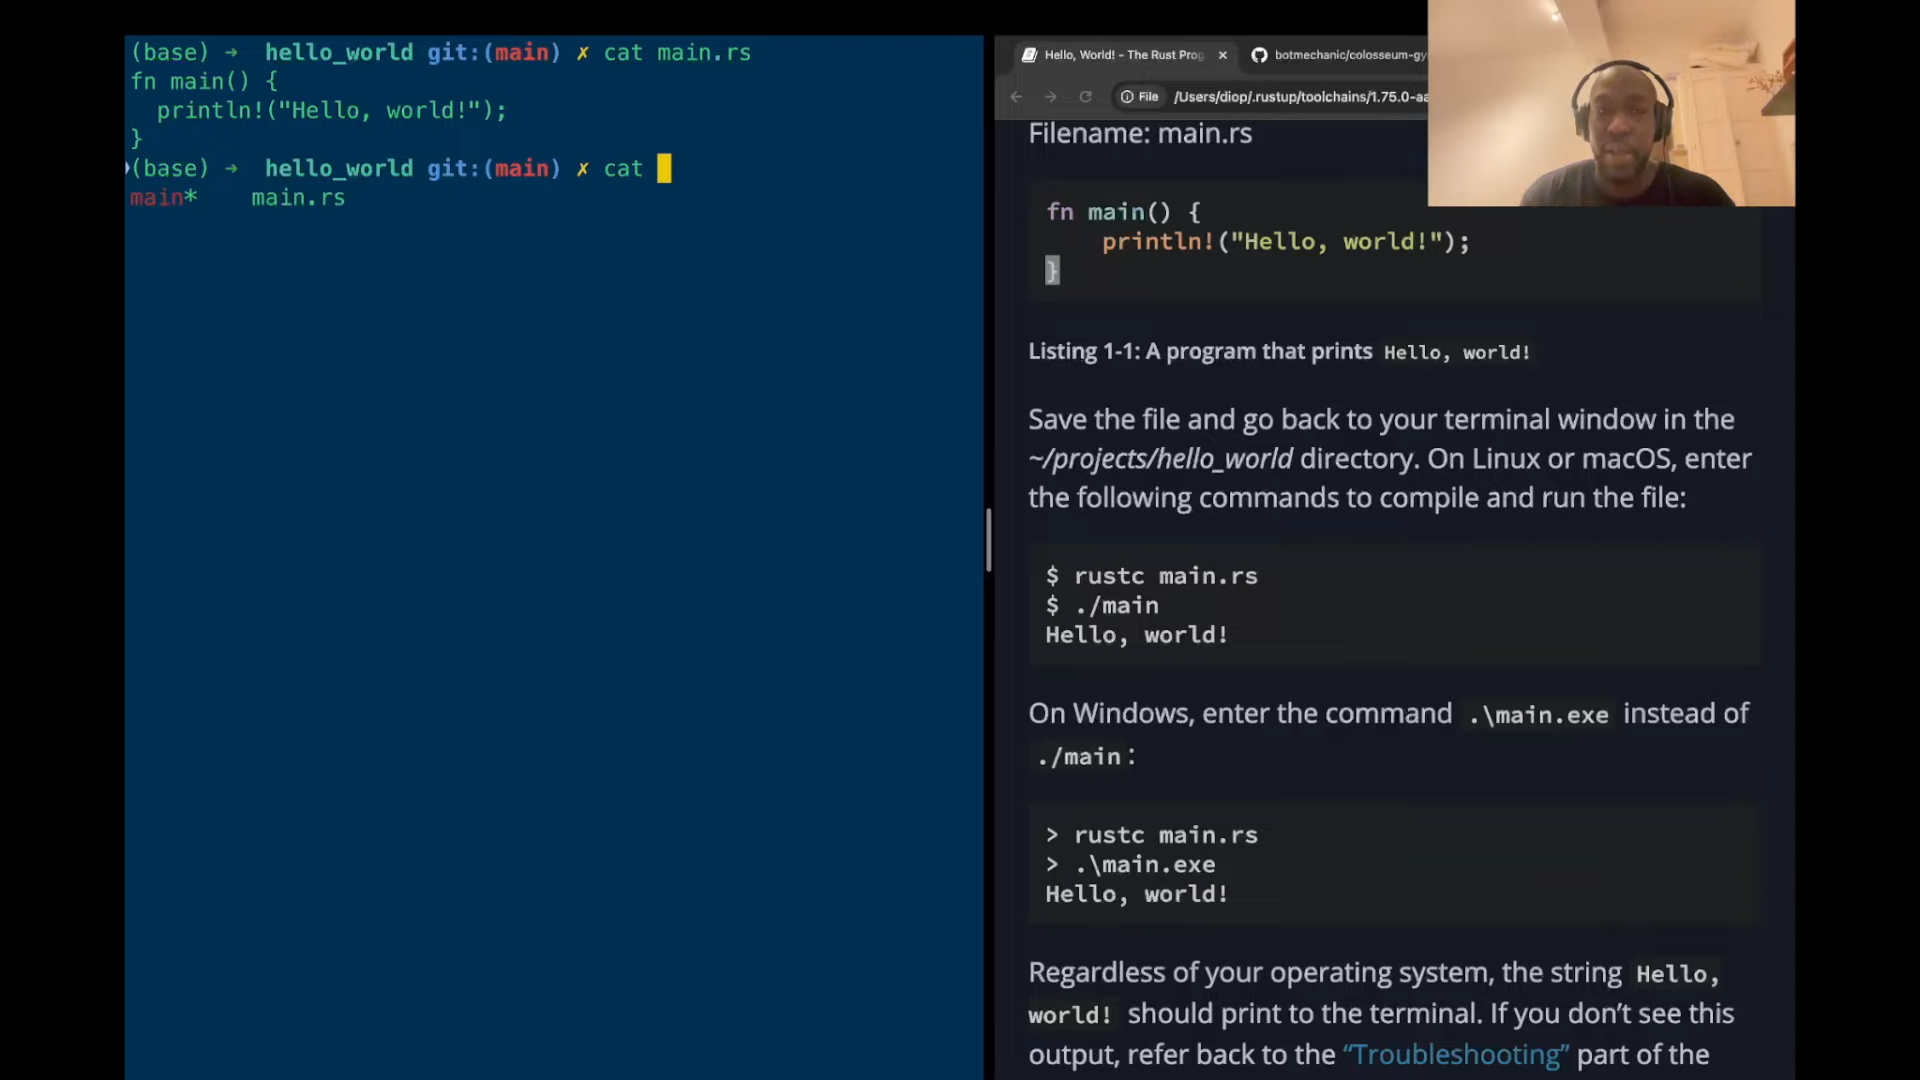 (base) → hello_world git:(main) ✗ cat main.rs
fn main() {
  println!("Hello, world!");
}
(base) → hello_world git:(main) ✗ cat
main*    main.rs
Hello, World! - The Rust Prog
botmechanic/colosseum-gy
File /Users/diop/.rustup/toolchains/1.75.0-aa
Filename: main.rs
fn main() {
    println!("Hello, world!");
}
Listing 1-1: A program that prints Hello, world!
Save the file and go back to your terminal window in the
~/projects/hello_world directory. On Linux or macOS, enter
the following commands to compile and run the file:
$ rustc main.rs
$ ./main
Hello, world!
On Windows, enter the command .\main.exe instead of
./main:
> rustc main.rs
> .\main.exe
Hello, world!
Regardless of your operating system, the string Hello,
world! should print to the terminal. If you don’t see this
output, refer back to the “Troubleshooting” part of the